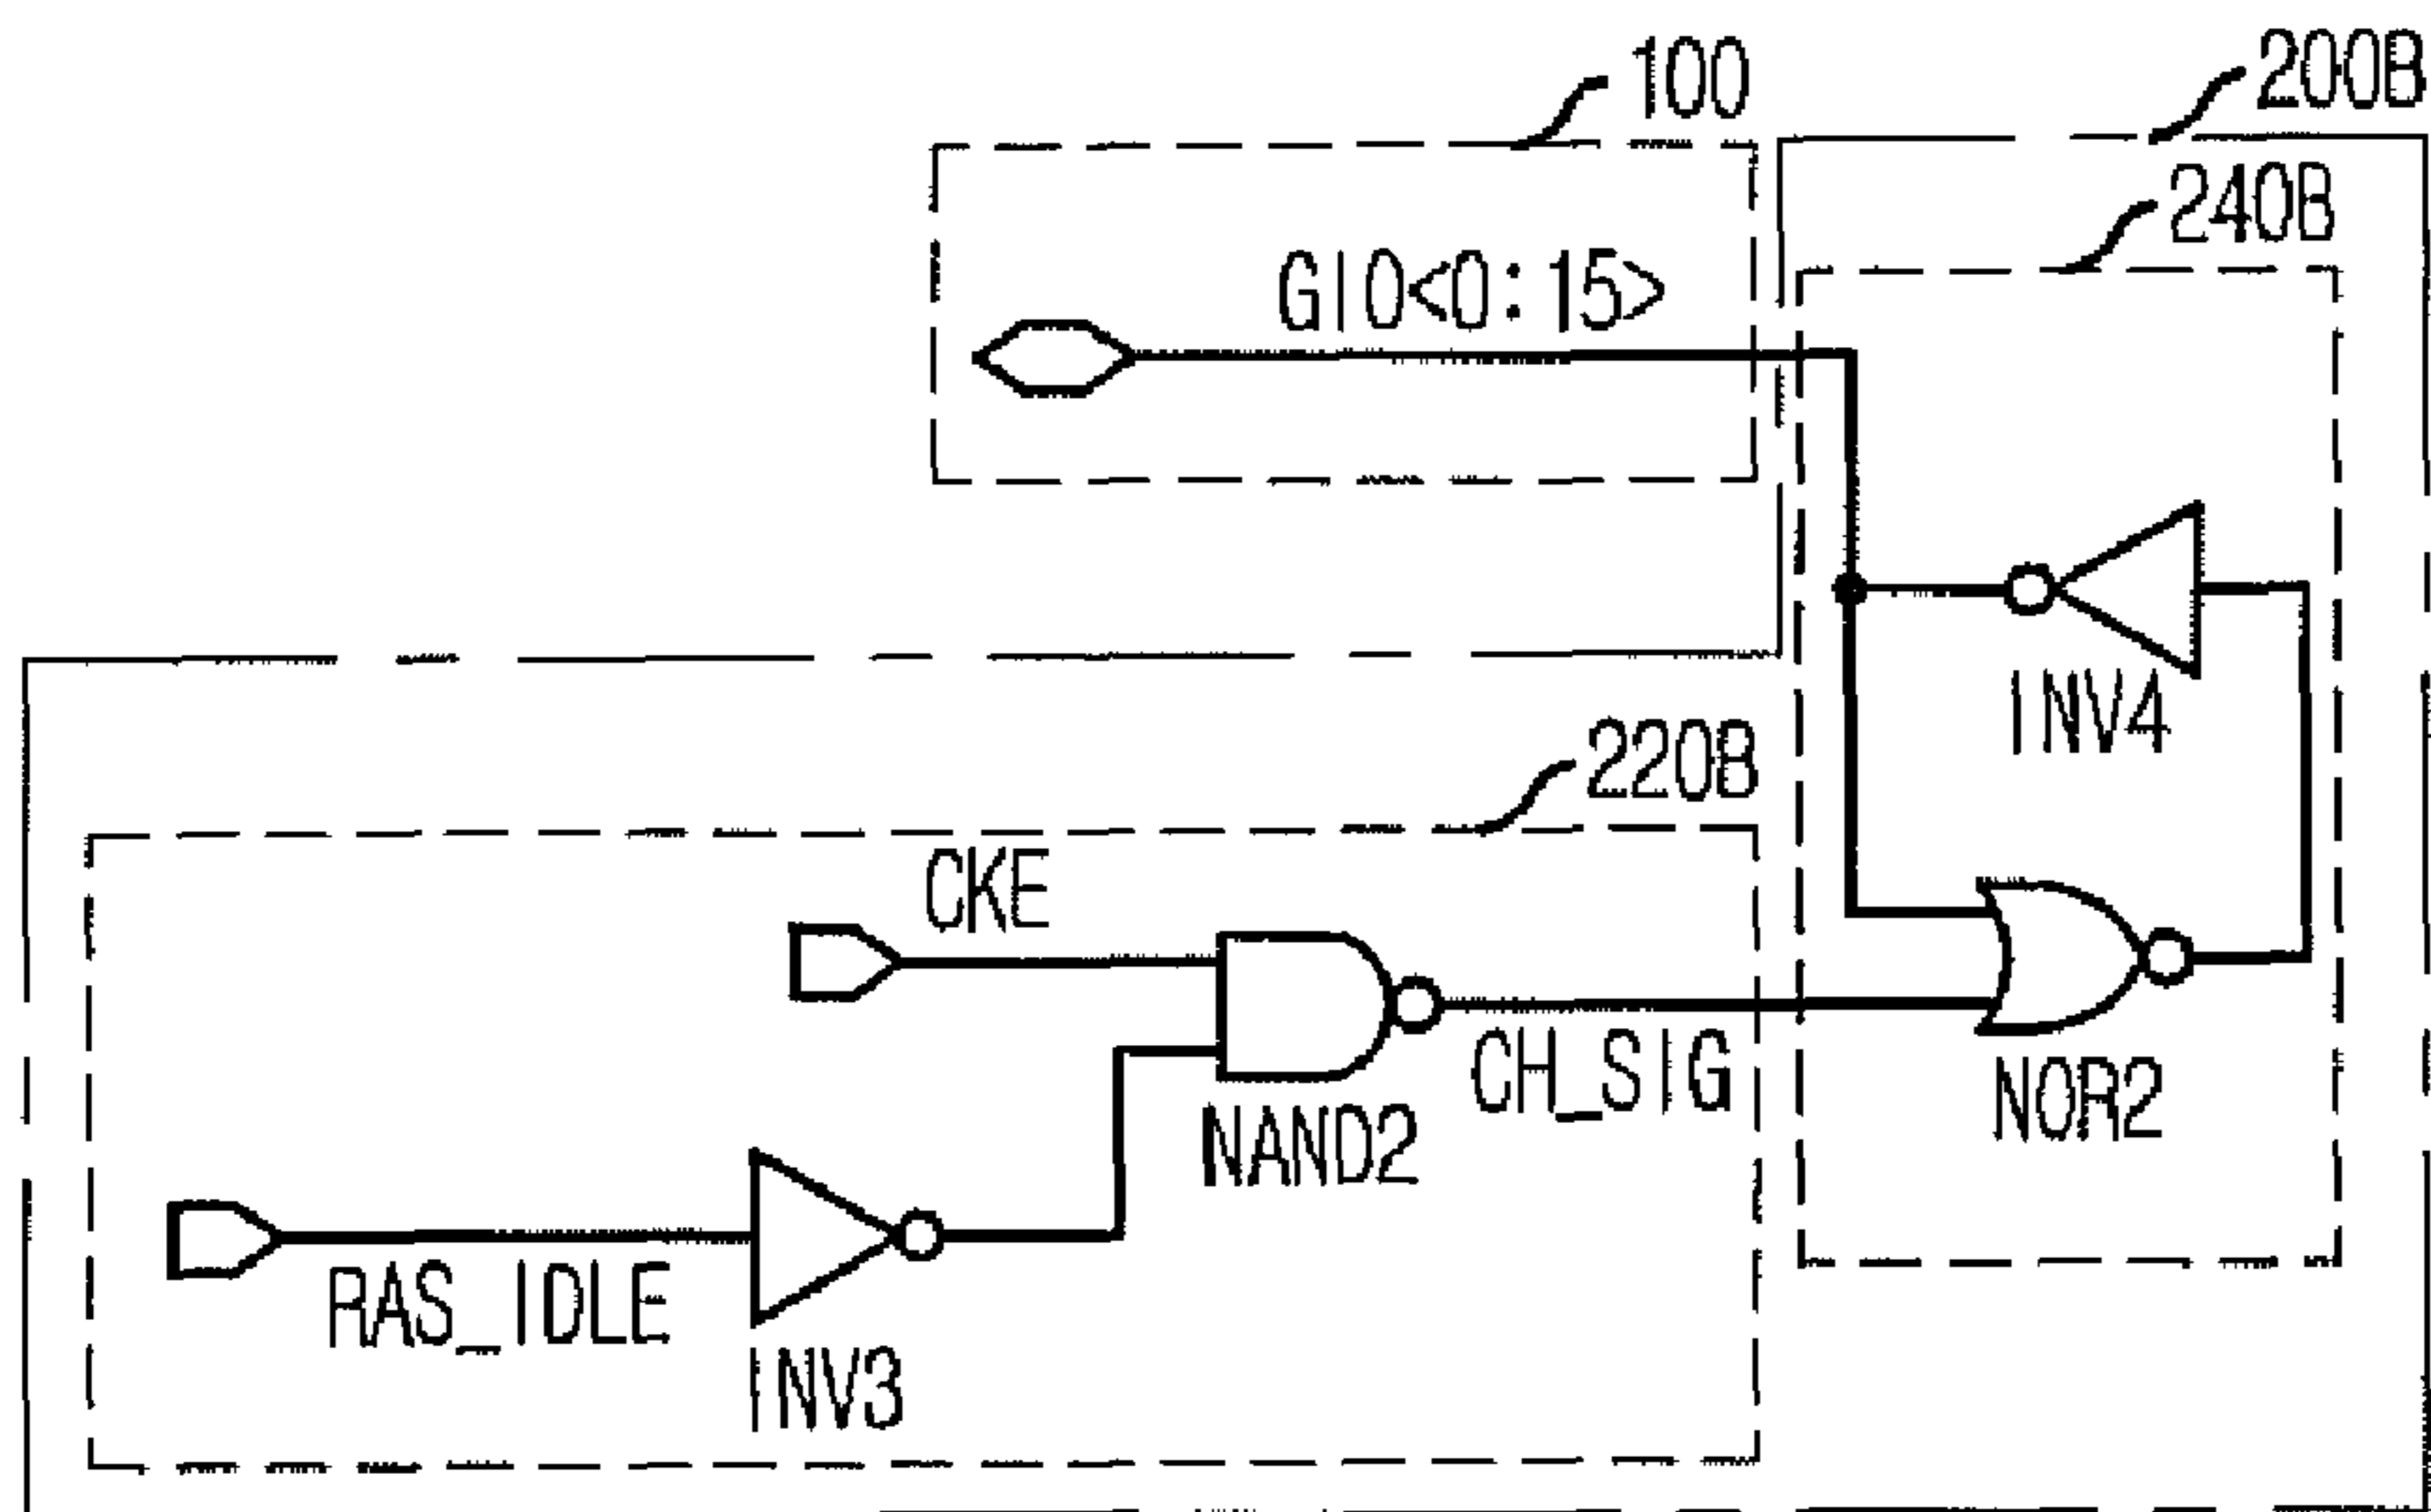 100
200B
240B
GIO<0:15>
INV4
220B
CKE
CH_SIG
NOR2
NAND2
RAS_IDLE
INV3